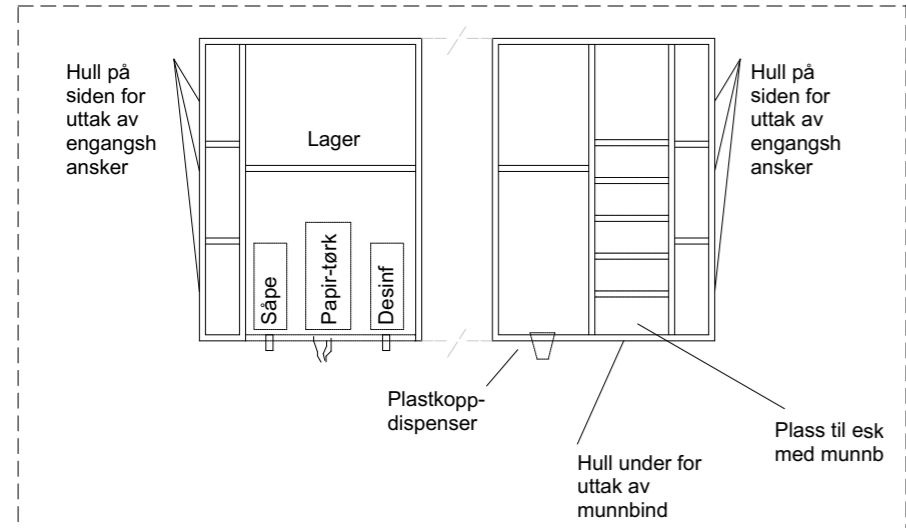 Hull på
siden for
uttak av
engangsh
ansker
Lager
Såpe
Papir-tørk
Desinf
Hull på
siden for
uttak av
engangsh
ansker
Plastkopp-
dispenser
Hull under for
uttak av
munnbind
Plass til esk
med munnb